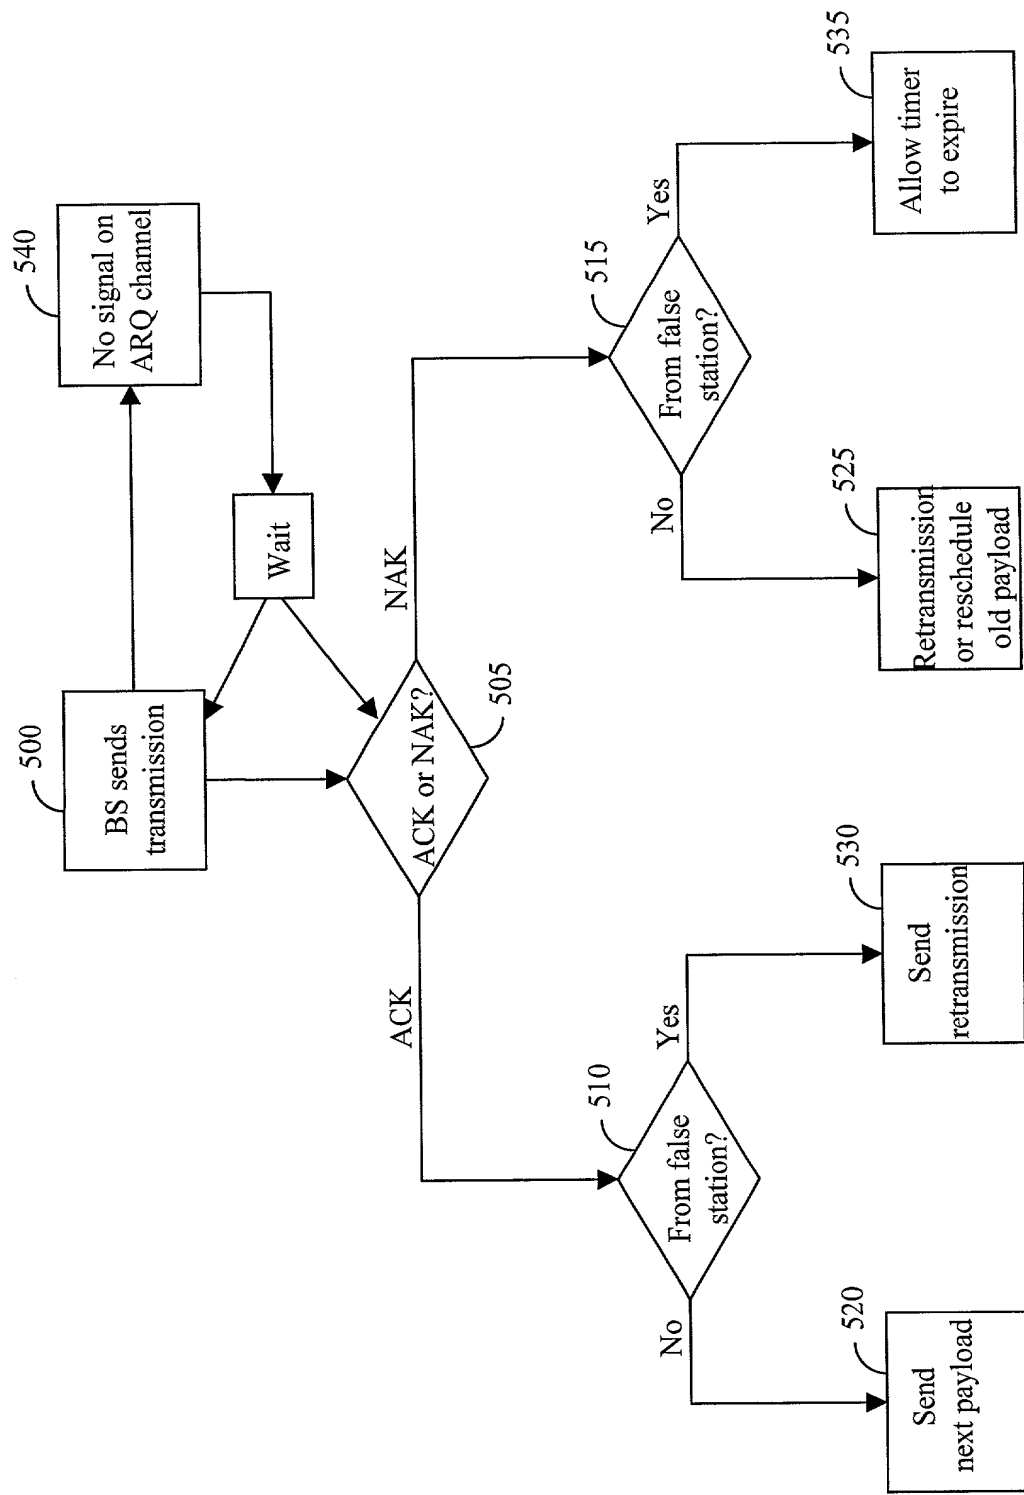 500
BS sends
transmission
540
No signal on
ARQ channel
Wait
ACK or NAK?
505
ACK
NAK
510
From false
station?
515
From false
station?
No
Yes
No
Yes
520
Send
next payload
530
Send
retransmission
525
Retransmission
or reschedule
old payload
535
Allow timer
to expire